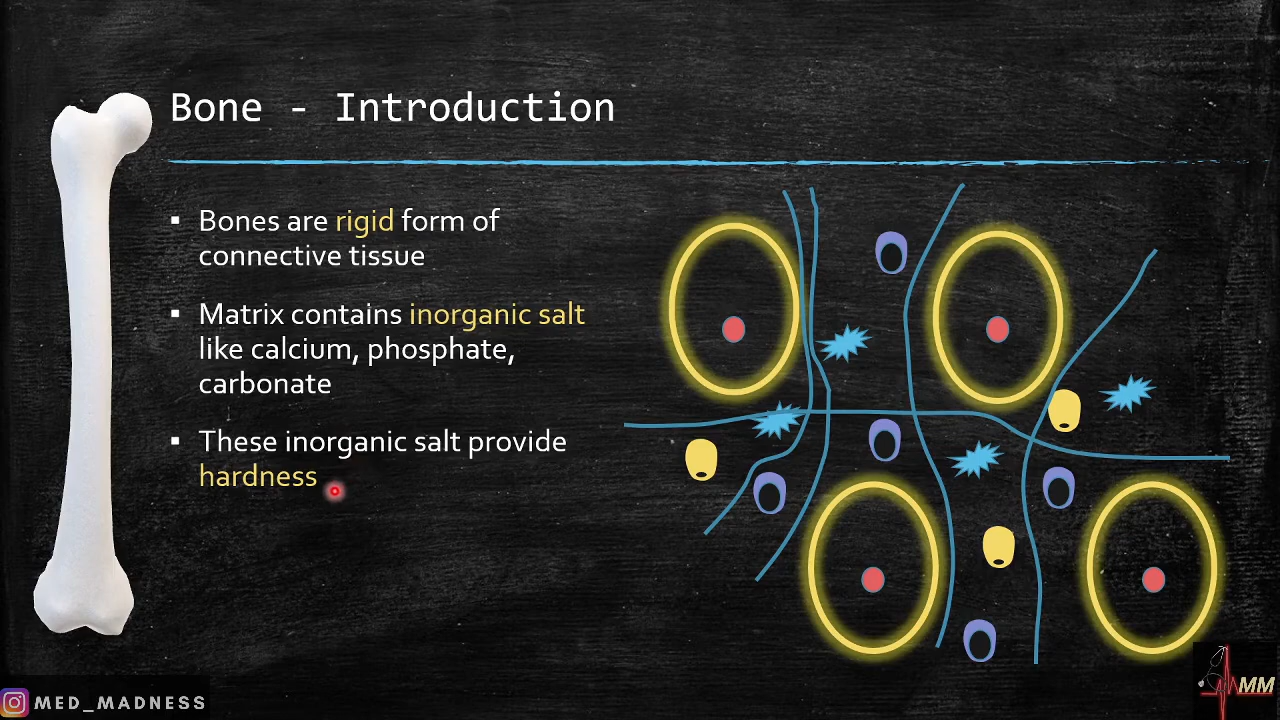 Bone - Introduction
▪ Bones are rigid form of
connective tissue
▪ Matrix contains inorganic salt
like calcium, phosphate,
carbonate
▪ These inorganic salt provide
hardness
MED_MADNESS
MM